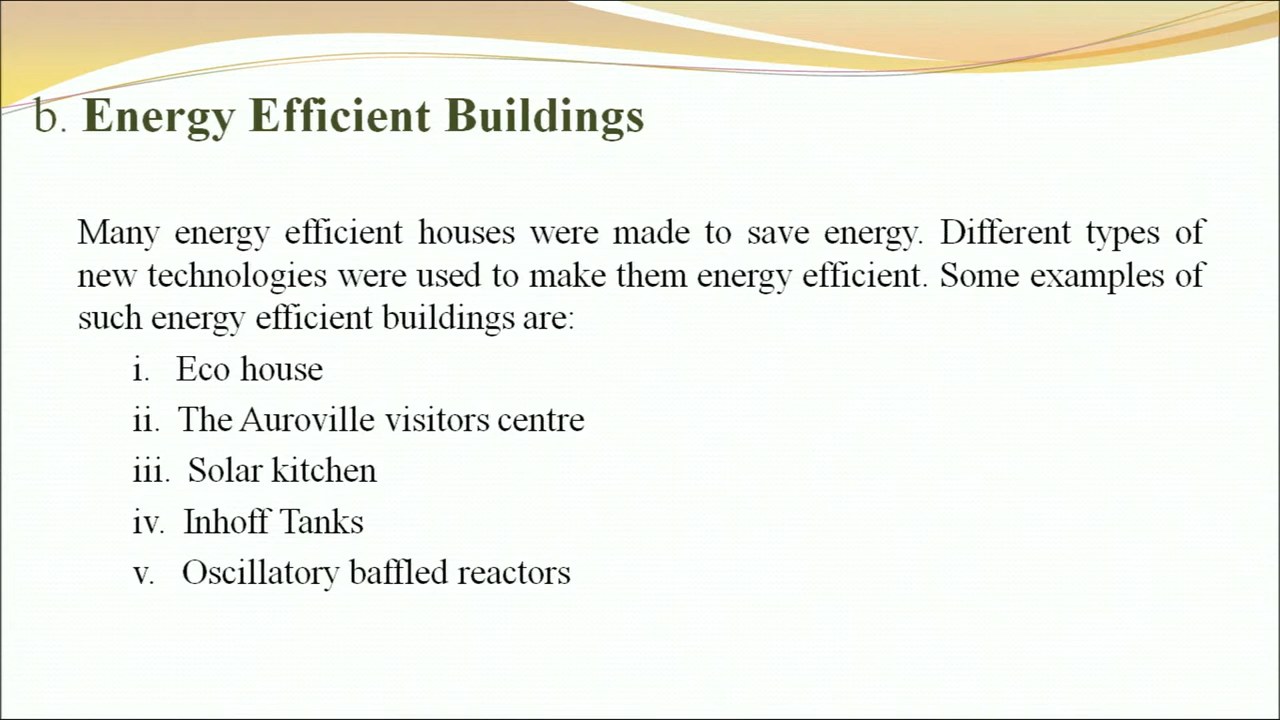 b. Energy Efficient Buildings
Many energy efficient houses were made to save energy. Different types of
new technologies were used to make them energy efficient. Some examples of
such energy efficient buildings are:
i. Eco house
ii. The Auroville visitors centre
iii. Solar kitchen
iv. Inhoff Tanks
v. Oscillatory baffled reactors